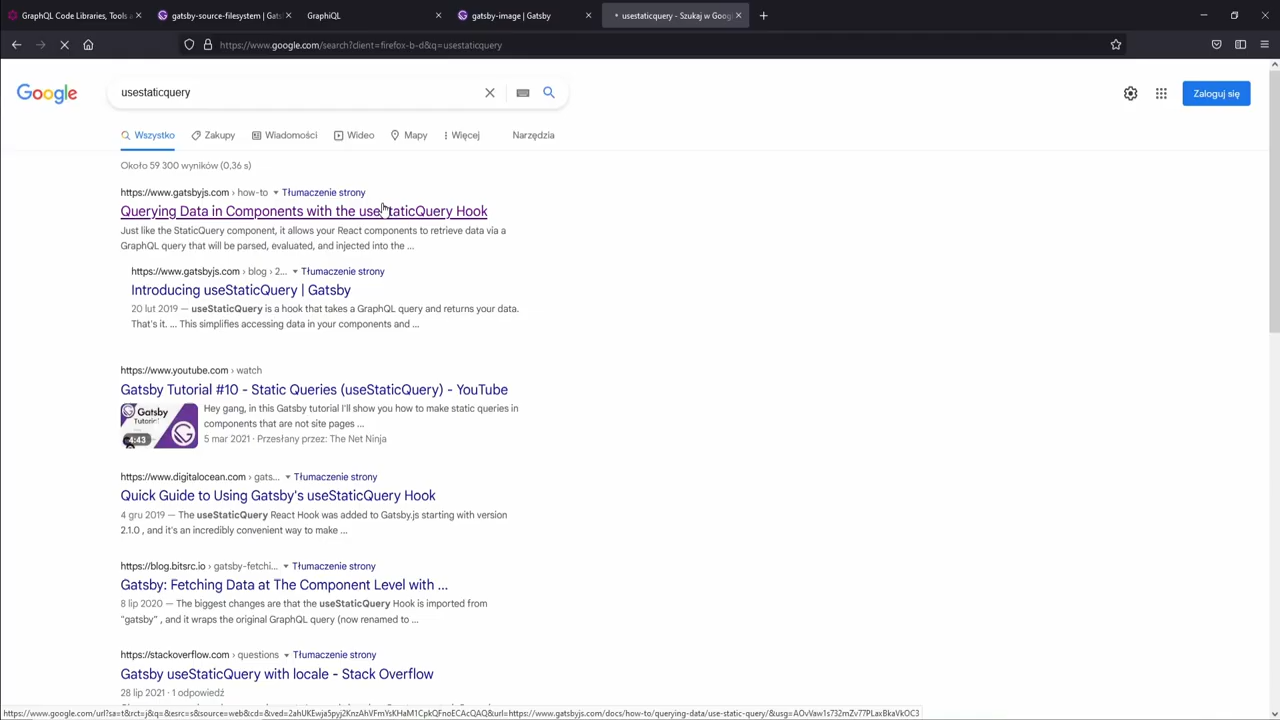 GraphQL Code Libraries, Tools a
gatsby-source-filesystem | Gats
GraphiQL
gatsby-image | Gatsby
usestaticquery - Szukaj w Goog
https://www.google.com/search?client=firefox-b-d&q=usestaticquery
Google
usestaticquery
Zaloguj się
Wszystko
Zakupy
Wiadomości
Wideo
Mapy
Więcej
Narzędzia
Około 59 300 wyników (0,36 s)
https://www.gatsbyjs.com › how-to
Tłumaczenie strony
Querying Data in Components with the useStaticQuery Hook
Just like the StaticQuery component, it allows your React components to retrieve data via a
GraphQL query that will be parsed, evaluated, and injected into the ...
https://www.gatsbyjs.com › blog › 2...
Tłumaczenie strony
Introducing useStaticQuery | Gatsby
20 lut 2019 — useStaticQuery is a hook that takes a GraphQL query and returns your data.
That's it. ... This simplifies accessing data in your components and ...
https://www.youtube.com › watch
Gatsby Tutorial #10 - Static Queries (useStaticQuery) - YouTube
Gatsby
Tutorial
4:43
Hey gang, in this Gatsby tutorial I'll show you how to make static queries in
components that are not site pages ...
5 mar 2021 · Przesłany przez: The Net Ninja
https://www.digitalocean.com › gats...
Tłumaczenie strony
Quick Guide to Using Gatsby's useStaticQuery Hook
4 gru 2019 — The useStaticQuery React Hook was added to Gatsby.js starting with version
2.1.0 , and it's an incredibly convenient way to make ...
https://blog.bitsrc.io › gatsby-fetchi...
Tłumaczenie strony
Gatsby: Fetching Data at The Component Level with ...
8 lip 2020 — The biggest changes are that the useStaticQuery Hook is imported from
"gatsby" , and it wraps the original GraphQL query (now renamed to ...
https://stackoverflow.com › questions
Tłumaczenie strony
Gatsby useStaticQuery with locale - Stack Overflow
28 lip 2021 · 1 odpowiedź